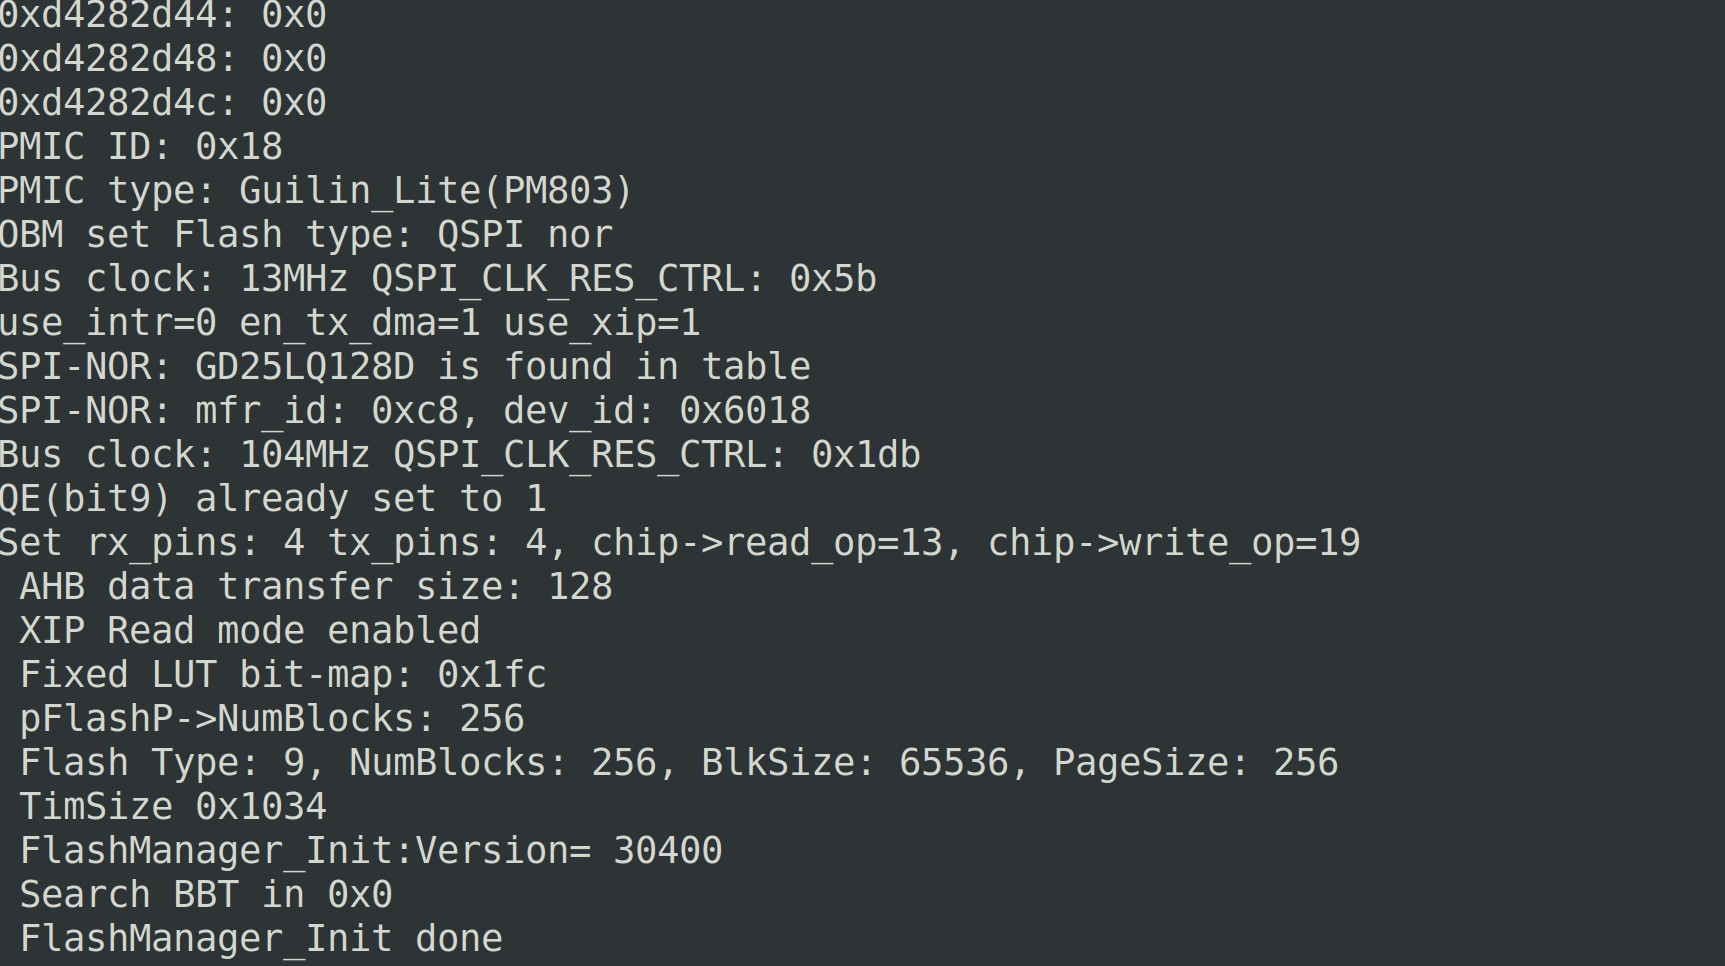 0xd4282d44: 0x0
0xd4282d48: 0x0
0xd4282d4c: 0x0
PMIC ID: 0x18
PMIC type: Guilin_Lite(PM803)
OBM set Flash type: QSPI nor
Bus clock: 13MHz QSPI_CLK_RES_CTRL: 0x5b
use_intr=0 en_tx_dma=1 use_xip=1
SPI-NOR: GD25LQ128D is found in table
SPI-NOR: mfr_id: 0xc8, dev_id: 0x6018
Bus clock: 104MHz QSPI_CLK_RES_CTRL: 0x1db
QE(bit9) already set to 1
Set rx_pins: 4 tx_pins: 4, chip->read_op=13, chip->write_op=19
AHB data transfer size: 128
XIP Read mode enabled
Fixed LUT bit-map: 0x1fc
pFlashP->NumBlocks: 256
Flash Type: 9, NumBlocks: 256, BlkSize: 65536, PageSize: 256
TimSize 0x1034
FlashManager_Init:Version= 30400
Search BBT in 0x0
FlashManager_Init done